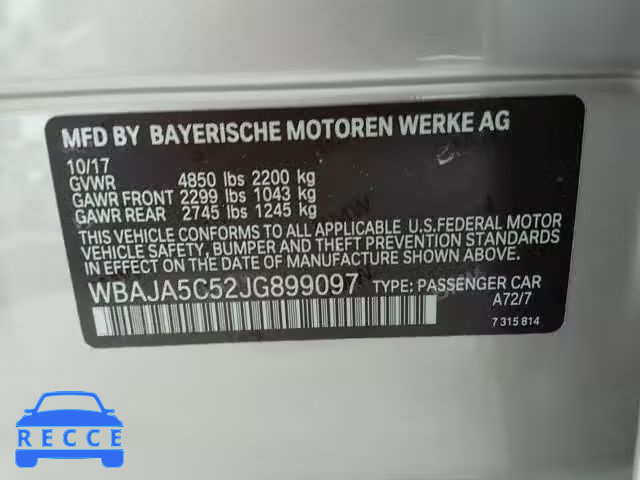 MFD BY BAYERISCHE MOTOREN WERKE AG
10/17
GVWR 4850 lbs 2200 kg
GAWR FRONT 2299 lbs 1043 kg
GAWR REAR 2745 lbs 1245 kg
THIS VEHICLE CONFORMS TO ALL APPLICABLE U.S.FEDERAL MOTOR
VEHICLE SAFETY, BUMPER AND THEFT PREVENTION STANDARDS
IN EFFECT ON THE DATE OF MANUFACTURE SHOWN ABOVE.
WBAJA5C52JG899097 TYPE: PASSENGER CAR
A72/7
7 315 814
RECCE